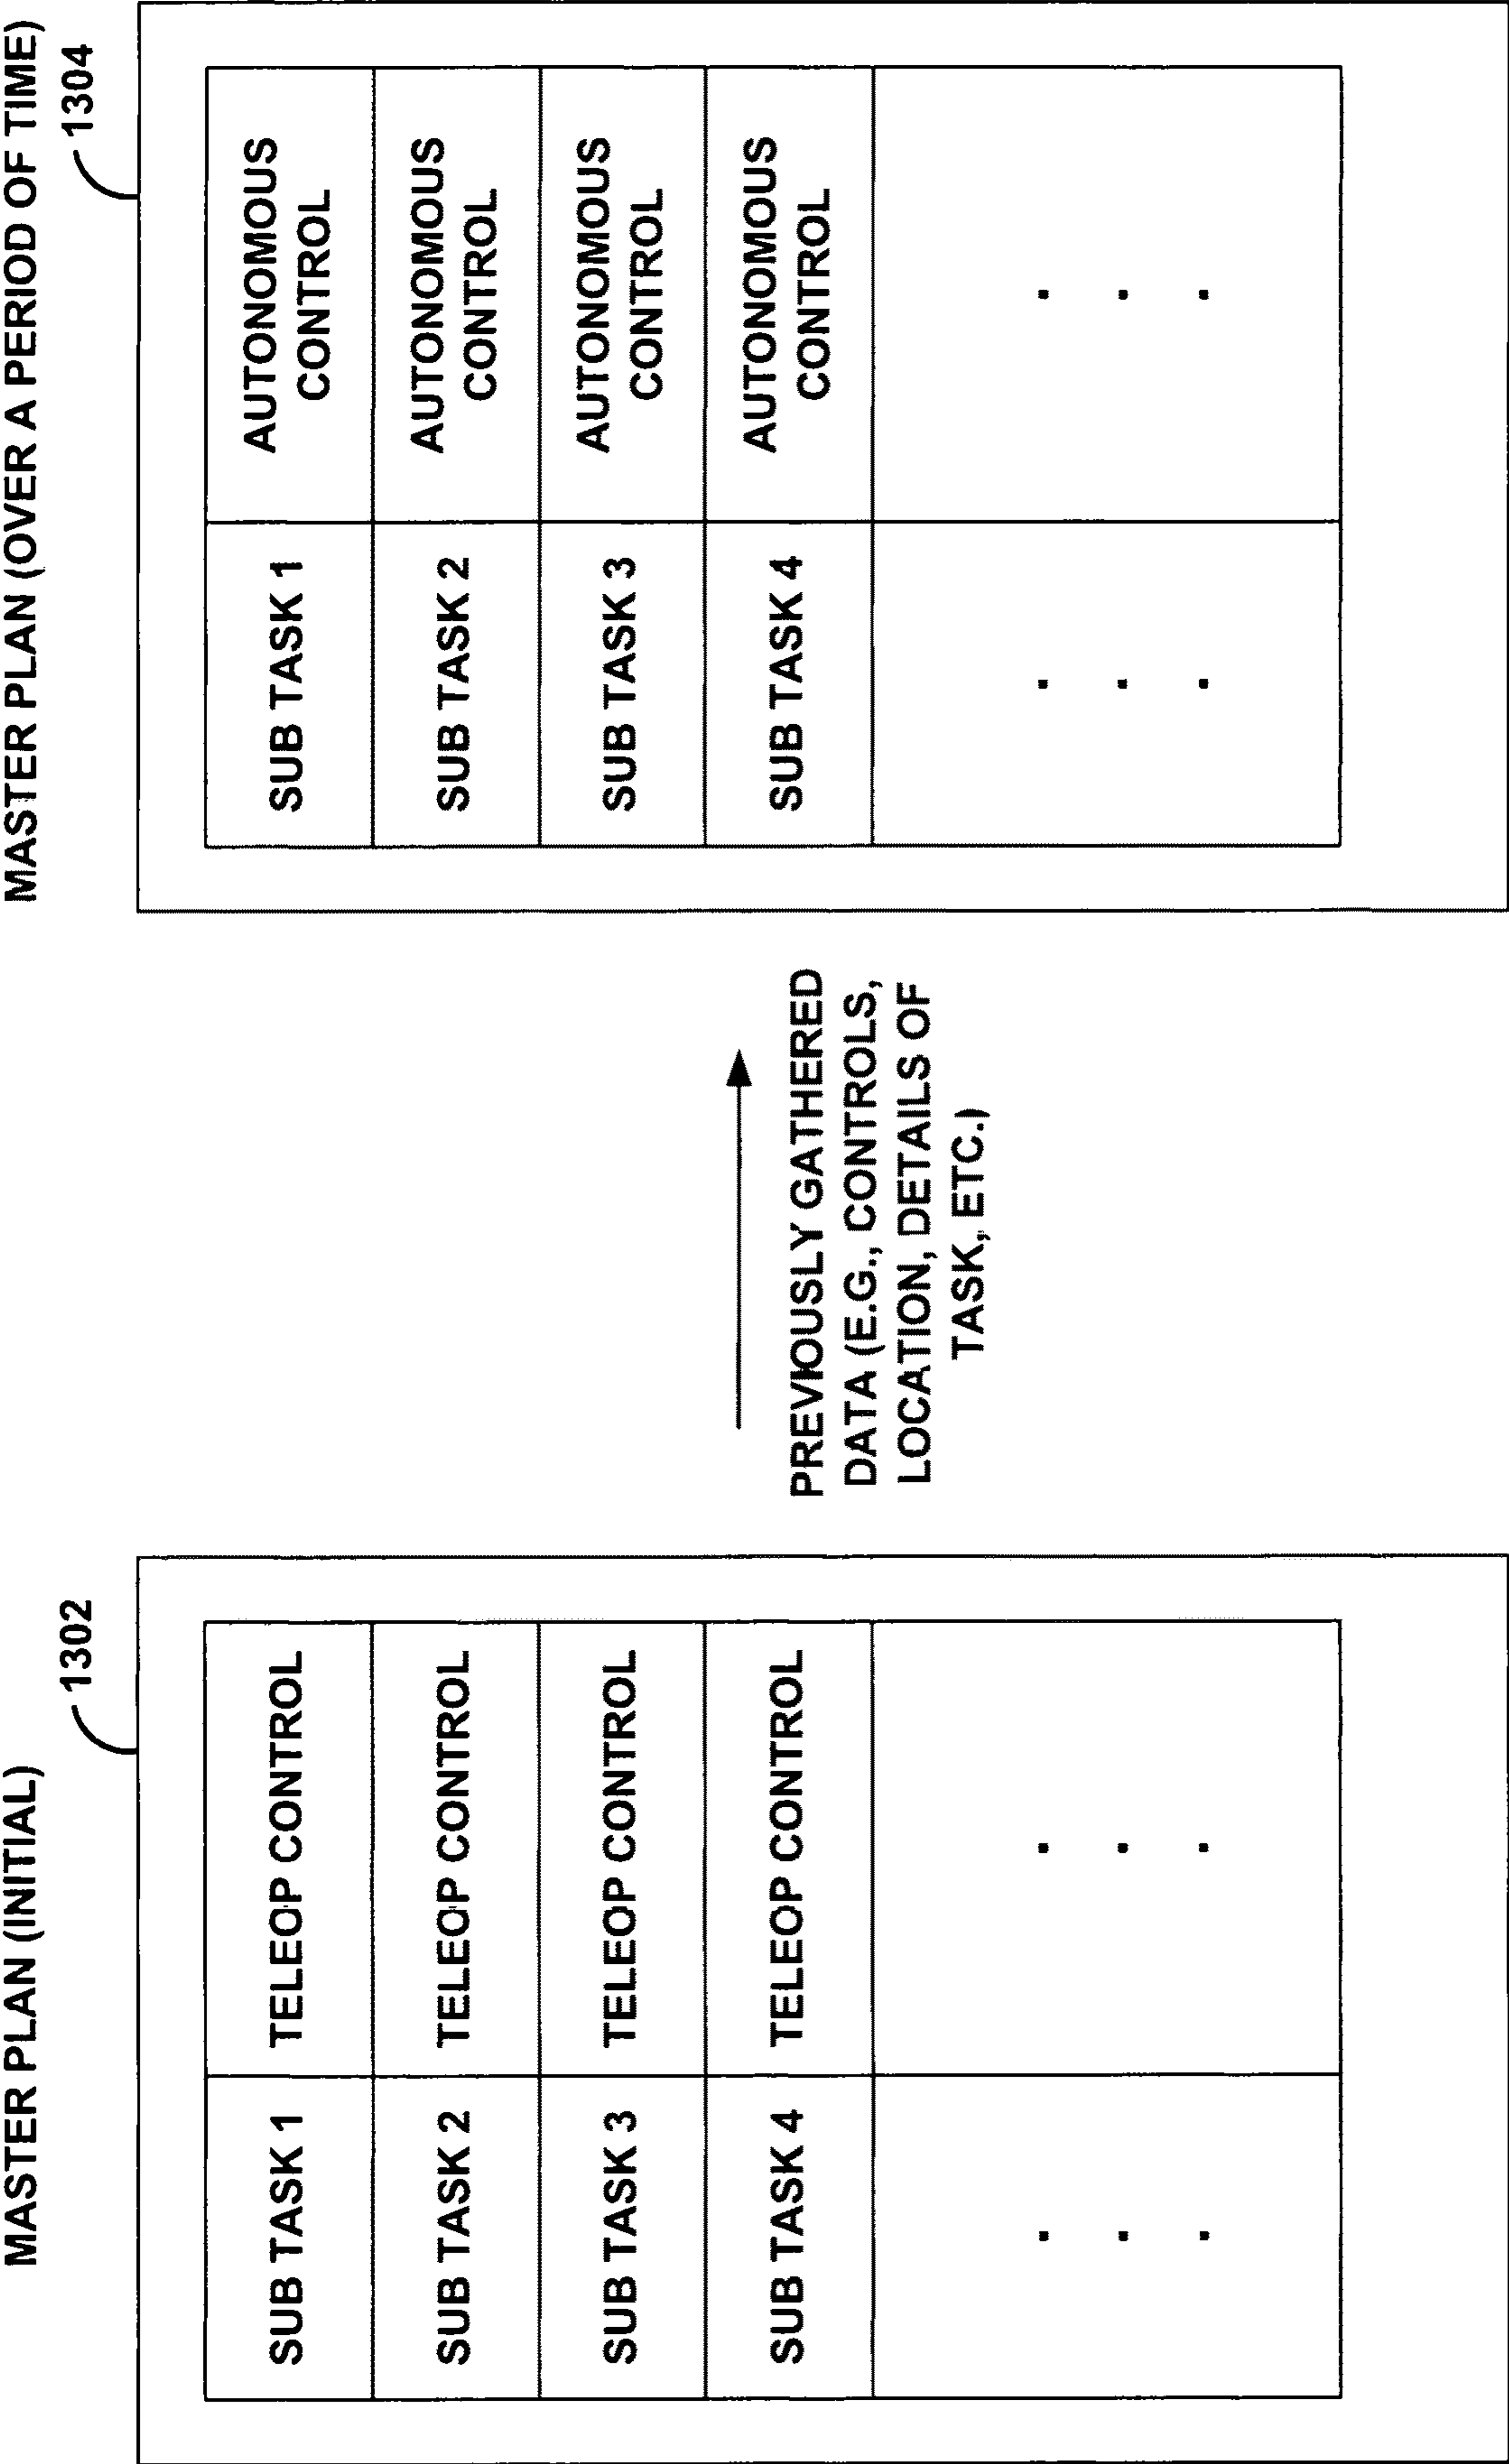 MASTER PLAN (INITIAL)
1302
SUB TASK 1 TELEOP CONTROL
SUB TASK 2 TELEOP CONTROL
SUB TASK 3 TELEOP CONTROL
SUB TASK 4 TELEOP CONTROL
. .
. .
. .
PREVIOUSLY GATHERED
DATA (E.G., CONTROLS,
LOCATION, DETAILS OF
TASK, ETC.)
MASTER PLAN (OVER A PERIOD OF TIME)
1304
SUB TASK 1 AUTONOMOUS
CONTROL
SUB TASK 2 AUTONOMOUS
CONTROL
SUB TASK 3 AUTONOMOUS
CONTROL
SUB TASK 4 AUTONOMOUS
CONTROL
. .
. .
. .